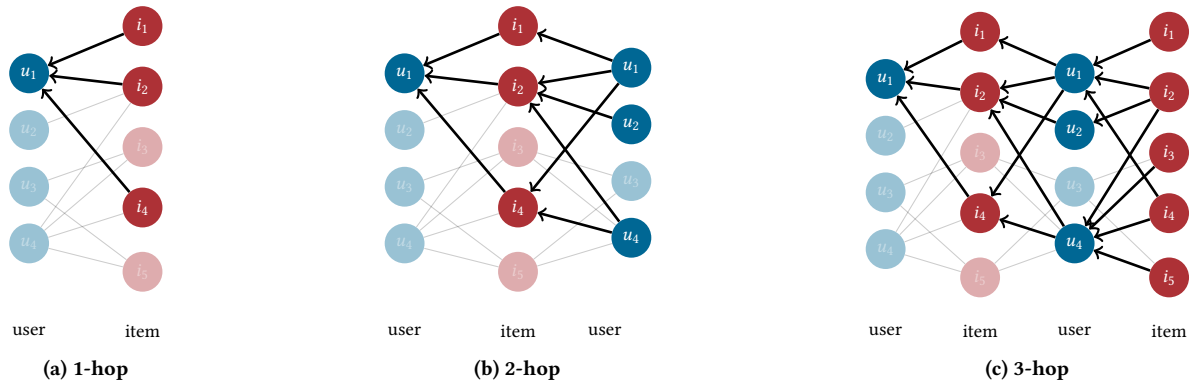 i₁
u₁
i₂
u₂
i₃
u₃
i₄
u₄
i₅
user item
(a) 1-hop
i₁
u₁ u₁
i₂
u₂ u₂
i₃
u₃ u₃
i₄
u₄ u₄
i₅
user item user
(b) 2-hop
i₁ i₁
u₁ u₁
i₂ i₂
u₂ u₂
i₃ i₃
u₃ u₃
i₄ i₄
u₄ u₄
i₅ i₅
user item user item
(c) 3-hop